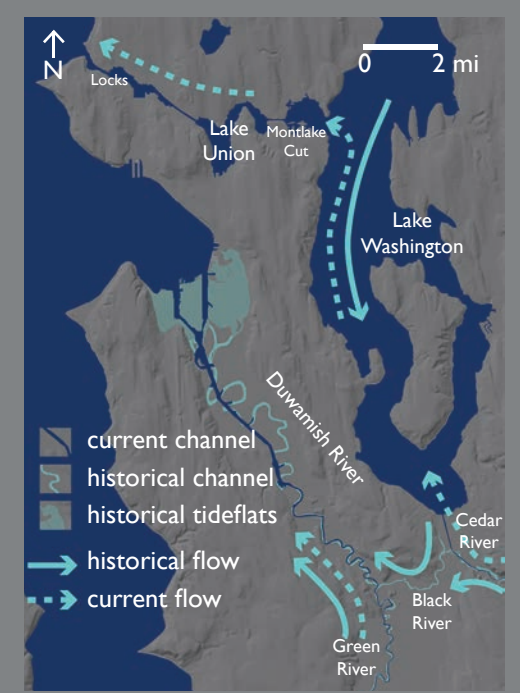 N
0 2 mi
Locks
Lake
Union
Montlake
Cut
Lake
Washington
Duwamish River
current channel
historical channel
historical tideflats
historical flow
current flow
Cedar
River
Black
River
Green
River